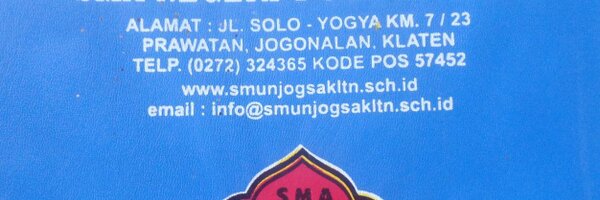 ALAMAT : JL. SOLO - YOGYA KM. 7 / 23
PRAWATAN, JOGONALAN, KLATEN
TELP. (0272) 324365 KODE POS 57452
www.smunjogsakltn.sch.id
email : info@smunjogsakltn.sch.id
SMA